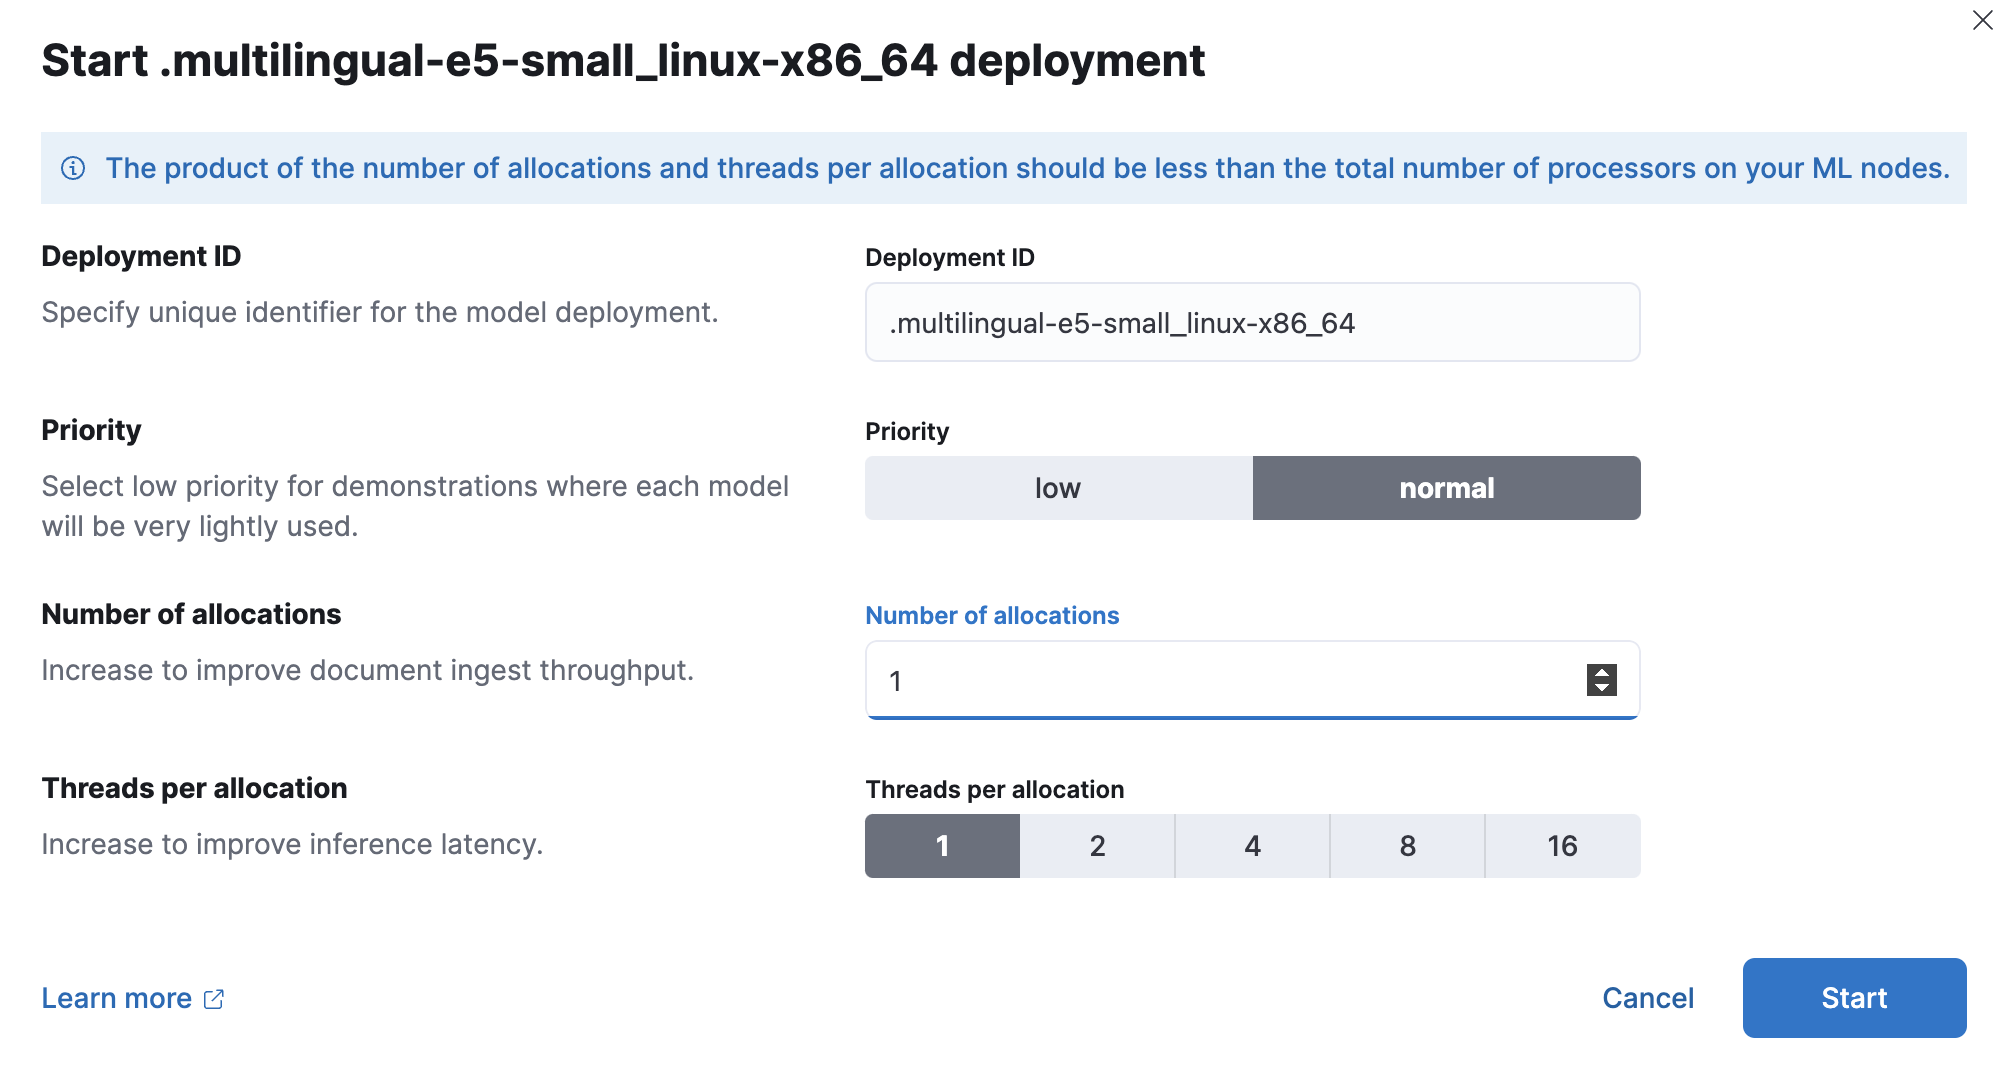 Start .multilingual-e5-small_linux-x86_64 deployment
The product of the number of allocations and threads per allocation should be less than the total number of processors on your ML nodes.
Deployment ID
Specify unique identifier for the model deployment.
Deployment ID
.multilingual-e5-small_linux-x86_64
Priority
Select low priority for demonstrations where each model
will be very lightly used.
Priority
low normal
Number of allocations
Increase to improve document ingest throughput.
Number of allocations
1
Threads per allocation
Increase to improve inference latency.
Threads per allocation
1 2 4 8 16
Learn more
Cancel
Start